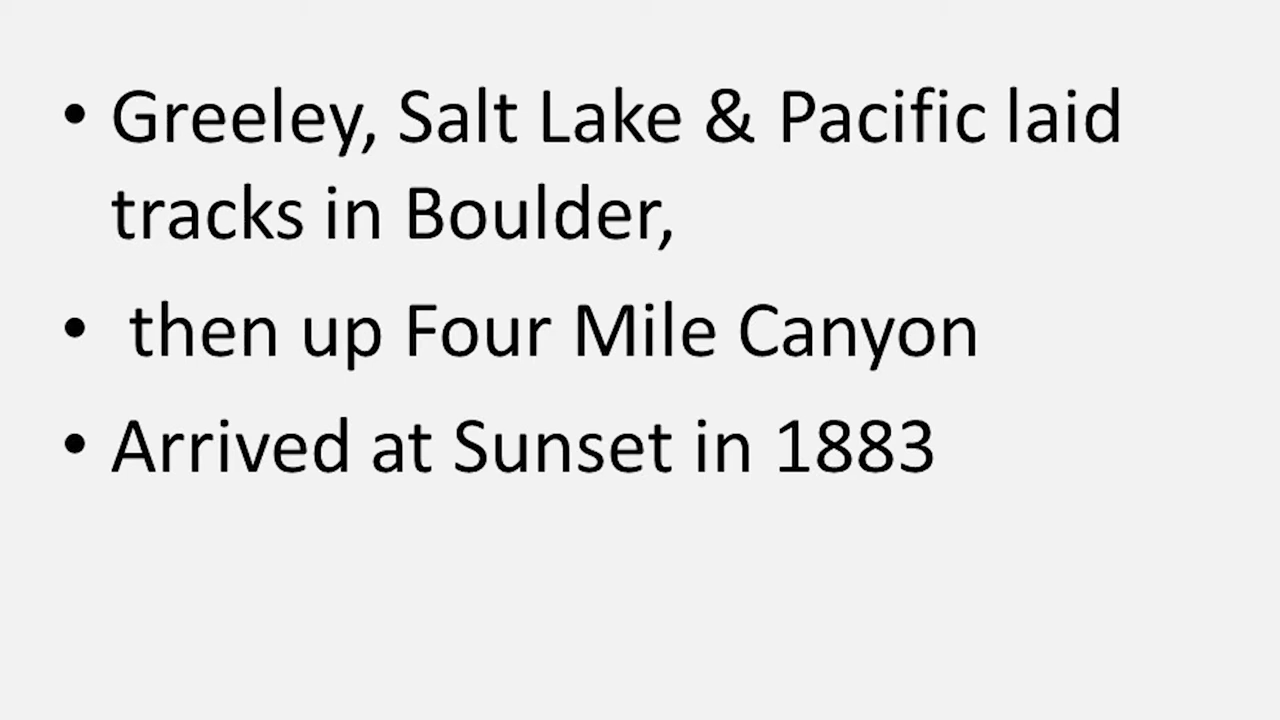 • Greeley, Salt Lake & Pacific laid
tracks in Boulder,
• then up Four Mile Canyon
• Arrived at Sunset in 1883